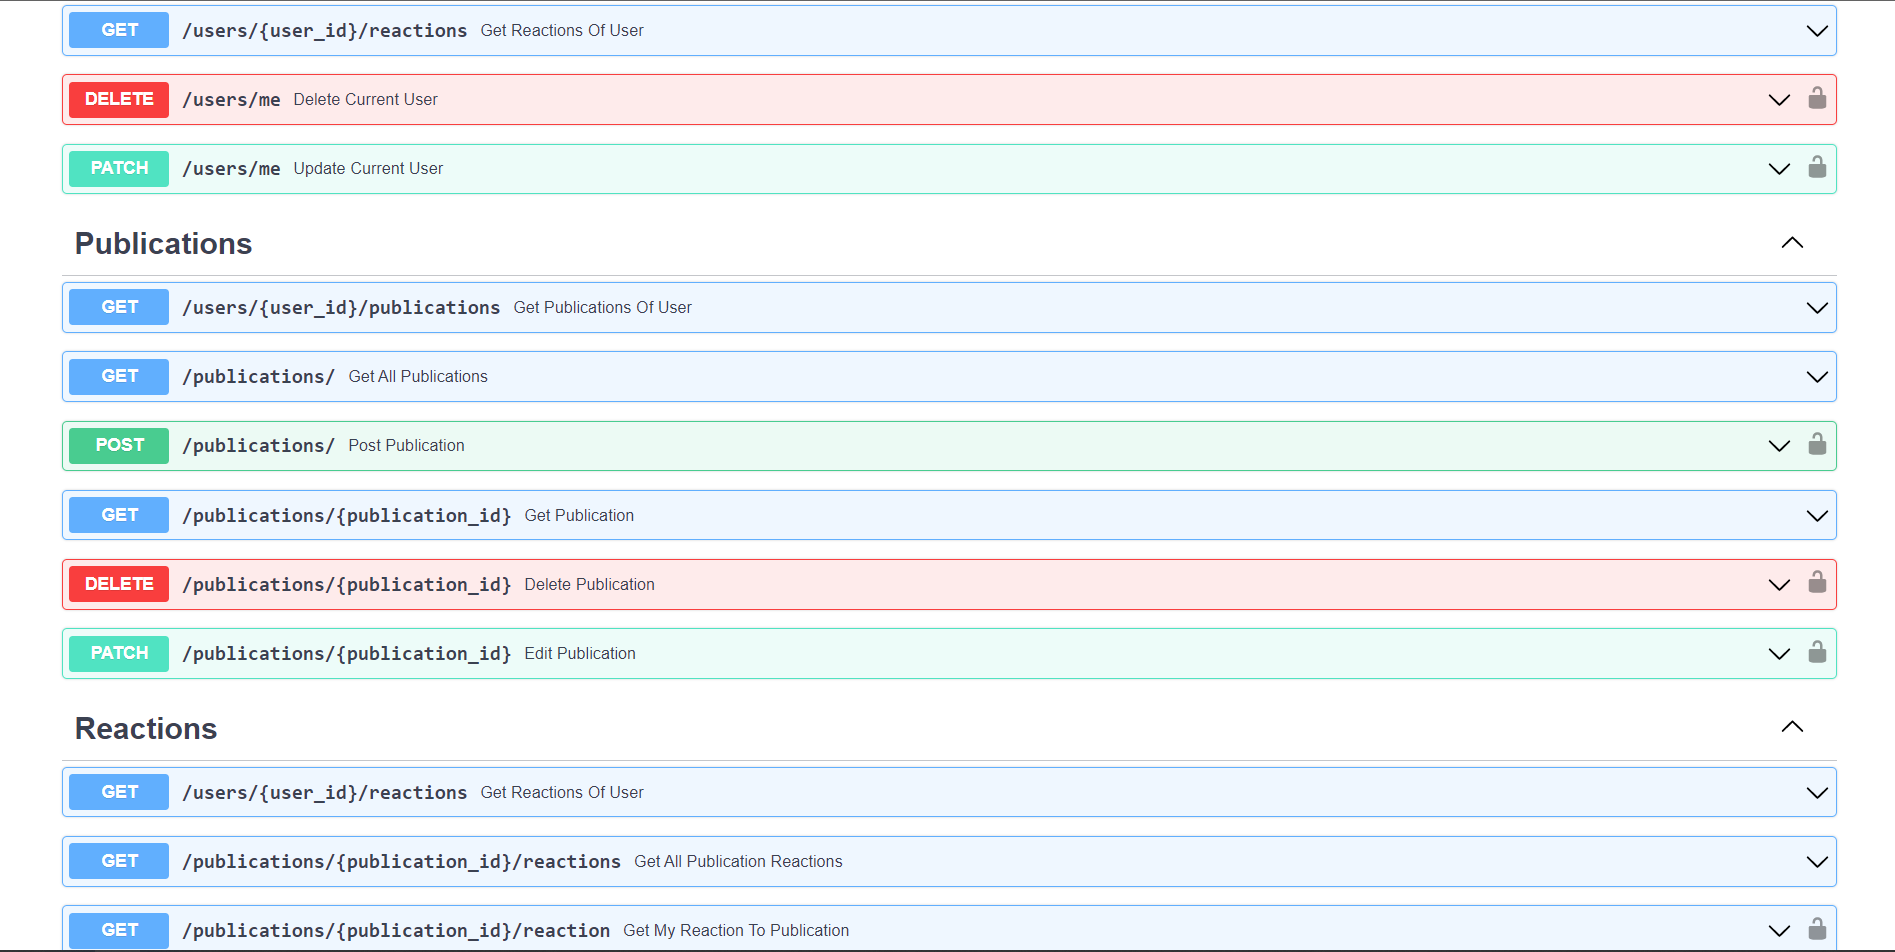 GET /users/{user_id}/reactions Get Reactions Of User
DELETE /users/me Delete Current User
PATCH /users/me Update Current User
Publications
GET /users/{user_id}/publications Get Publications Of User
GET /publications/ Get All Publications
POST /publications/ Post Publication
GET /publications/{publication_id} Get Publication
DELETE /publications/{publication_id} Delete Publication
PATCH /publications/{publication_id} Edit Publication
Reactions
GET /users/{user_id}/reactions Get Reactions Of User
GET /publications/{publication_id}/reactions Get All Publication Reactions
GET /publications/{publication_id}/reaction Get My Reaction To Publication